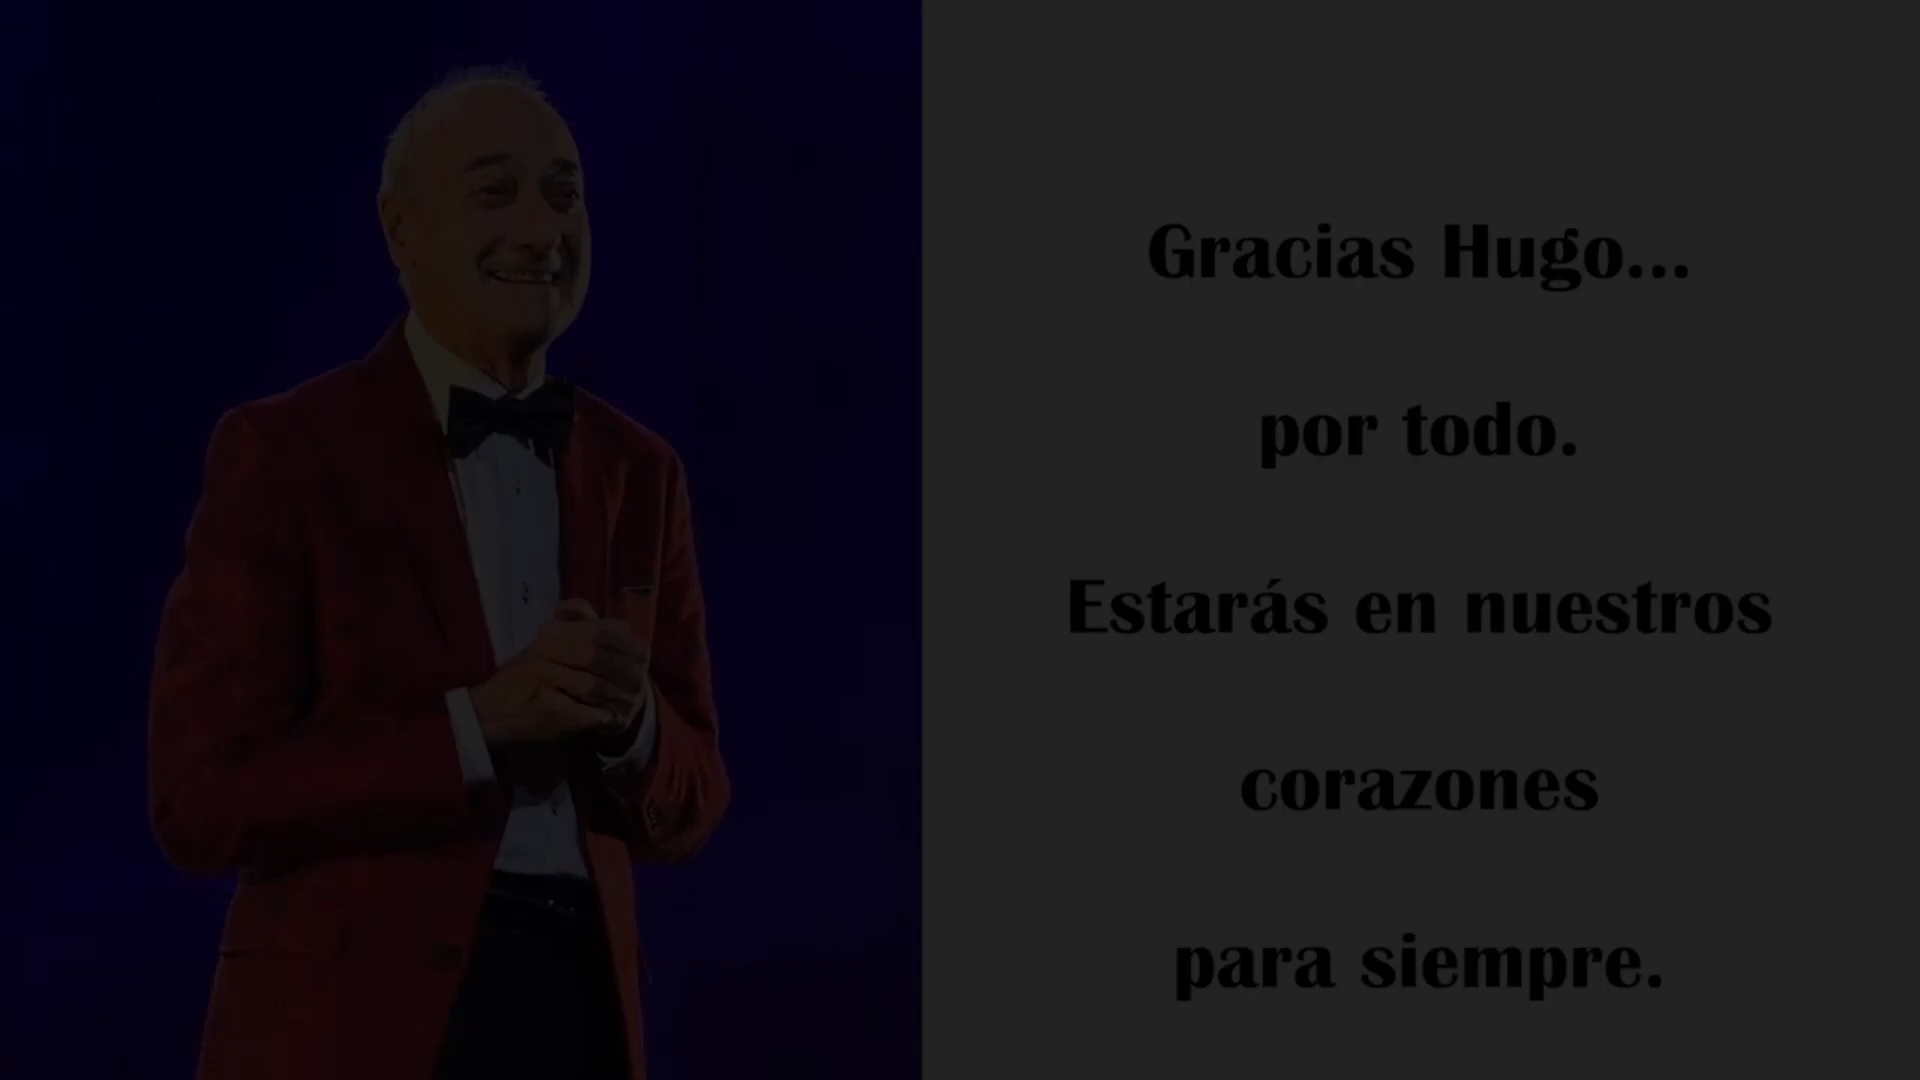 Gracias Hugo...
por todo.
Estarás en nuestros
corazones
para siempre.